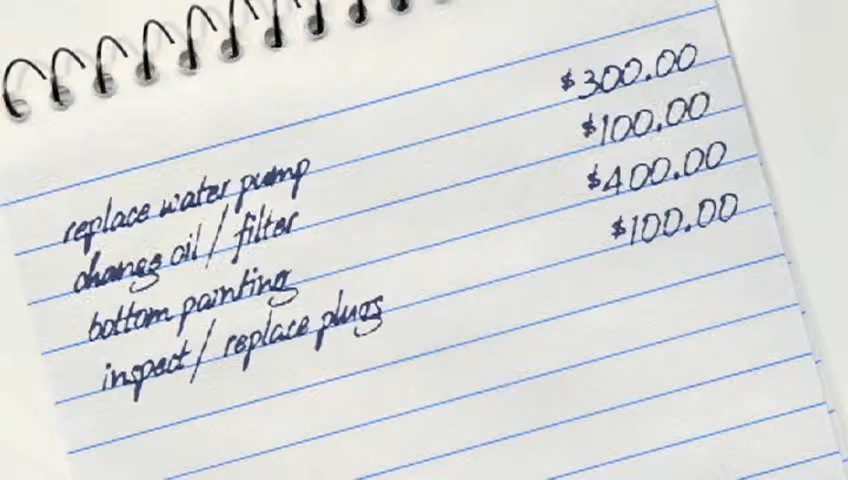 replace water pump $300.00
change oil / filter $100.00
bottom painting $400.00
inspect / replace plugs $100.00